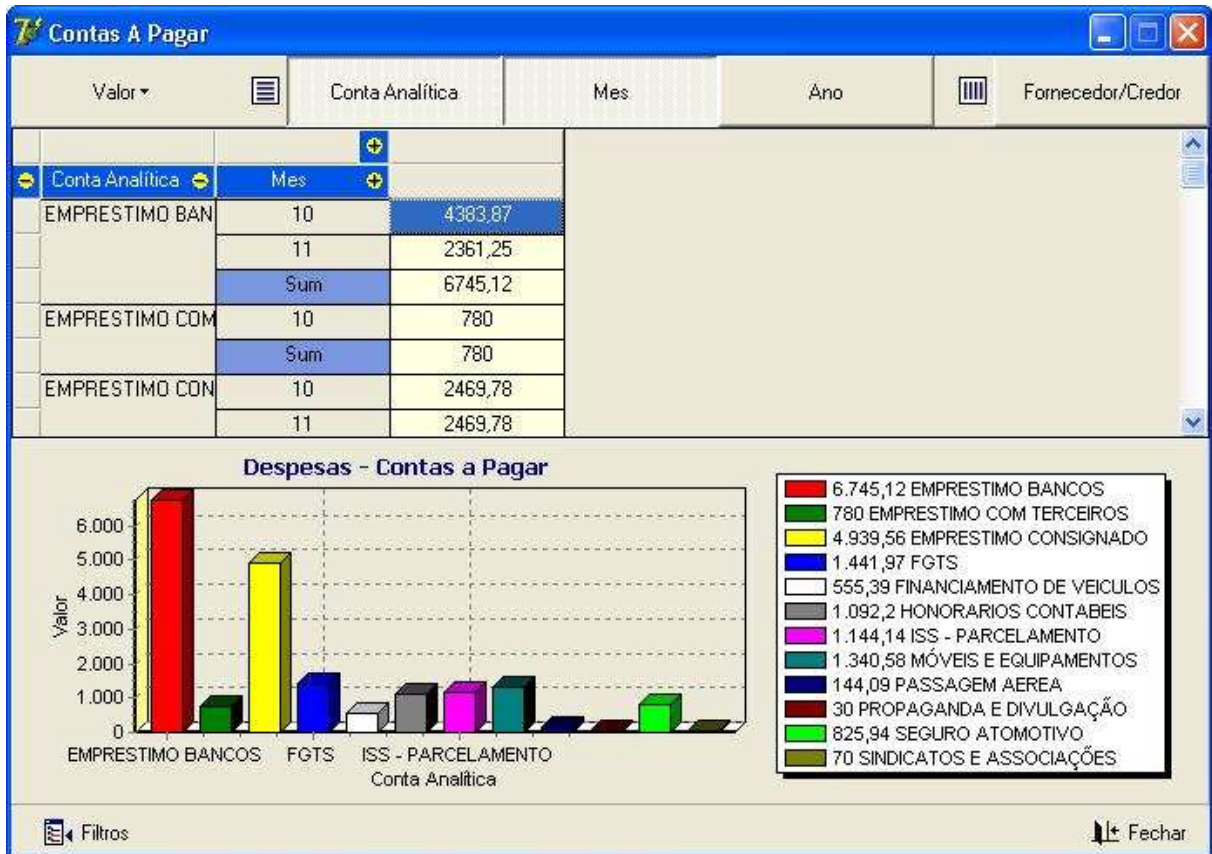 Contas A Pagar
Valor Conta Analítica Mes Ano Fornecedor/Credor
Conta Analítica Mes
EMPRESTIMO BAN 10 4383,87
11 2361,25
Sum 6745,12
EMPRESTIMO COM 10 780
Sum 780
EMPRESTIMO CON 10 2469,78
11 2469,78
Despesas - Contas a Pagar
Valor
6.000
5.000
4.000
3.000
2.000
1.000
0
EMPRESTIMO BANCOS FGTS ISS - PARCELAMENTO
Conta Analítica
6.745,12 EMPRESTIMO BANCOS
780 EMPRESTIMO COM TERCEIROS
4.939,56 EMPRESTIMO CONSIGNADO
1.441,97 FGTS
555,39 FINANCIAMENTO DE VEICULOS
1.092,2 HONORARIOS CONTABEIS
1.144,14 ISS - PARCELAMENTO
1.340,58 MÓVEIS E EQUIPAMENTOS
144,09 PASSAGEM AEREA
30 PROPAGANDA E DIVULGAÇÃO
825,94 SEGURO ATOMOTIVO
70 SINDICATOS E ASSOCIAÇÕES
Filtros Fechar